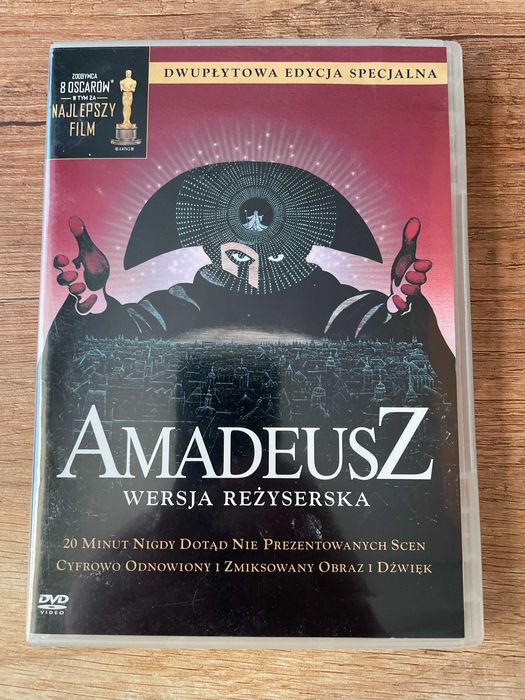 ZDOBYWCA
8 OSCARÓW®
W TYM ZA
NAJLEPSZY
FILM
©A.M.P.A.S.®
DWUPŁYTOWA EDYCJA SPECJALNA
AMADEUSZ
WERSJA REŻYSERSKA
20 MINUT NIGDY DOTĄD NIE PREZENTOWANYCH SCEN
CYFROWO ODNOWIONY I ZMIKSOWANY OBRAZ I DŹWIĘK
DVD
VIDEO